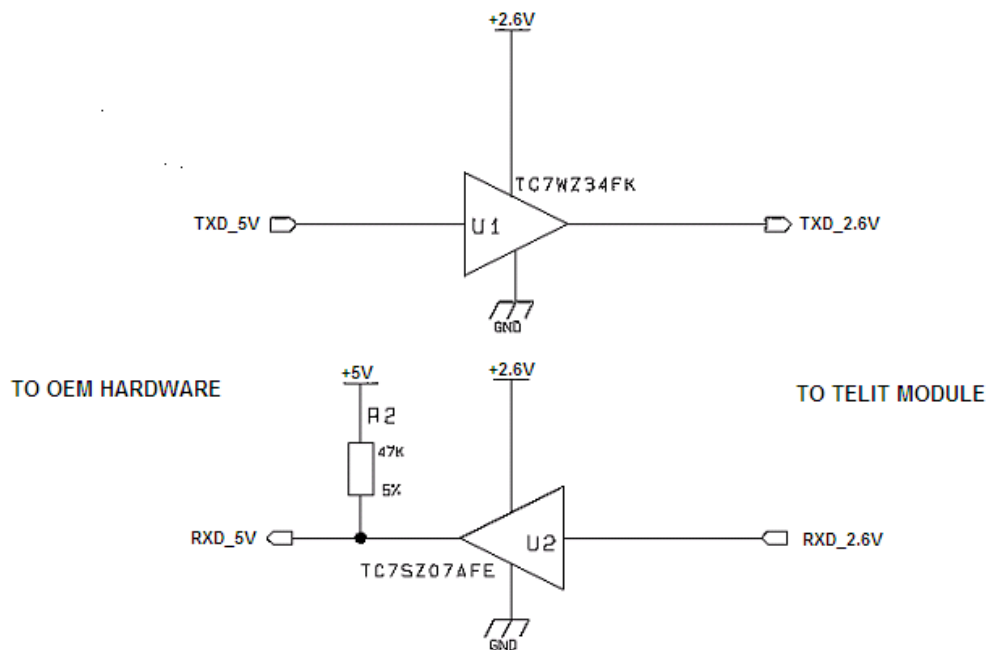 +2.6V
TC7WZ34FK
TXD_5V
U1
TXD_2.6V
GND
TO OEM HARDWARE
+5V
+2.6V
TO TELIT MODULE
R2
47K
5%
RXD_5V
U2
RXD_2.6V
TC7SZ07AFE
GND